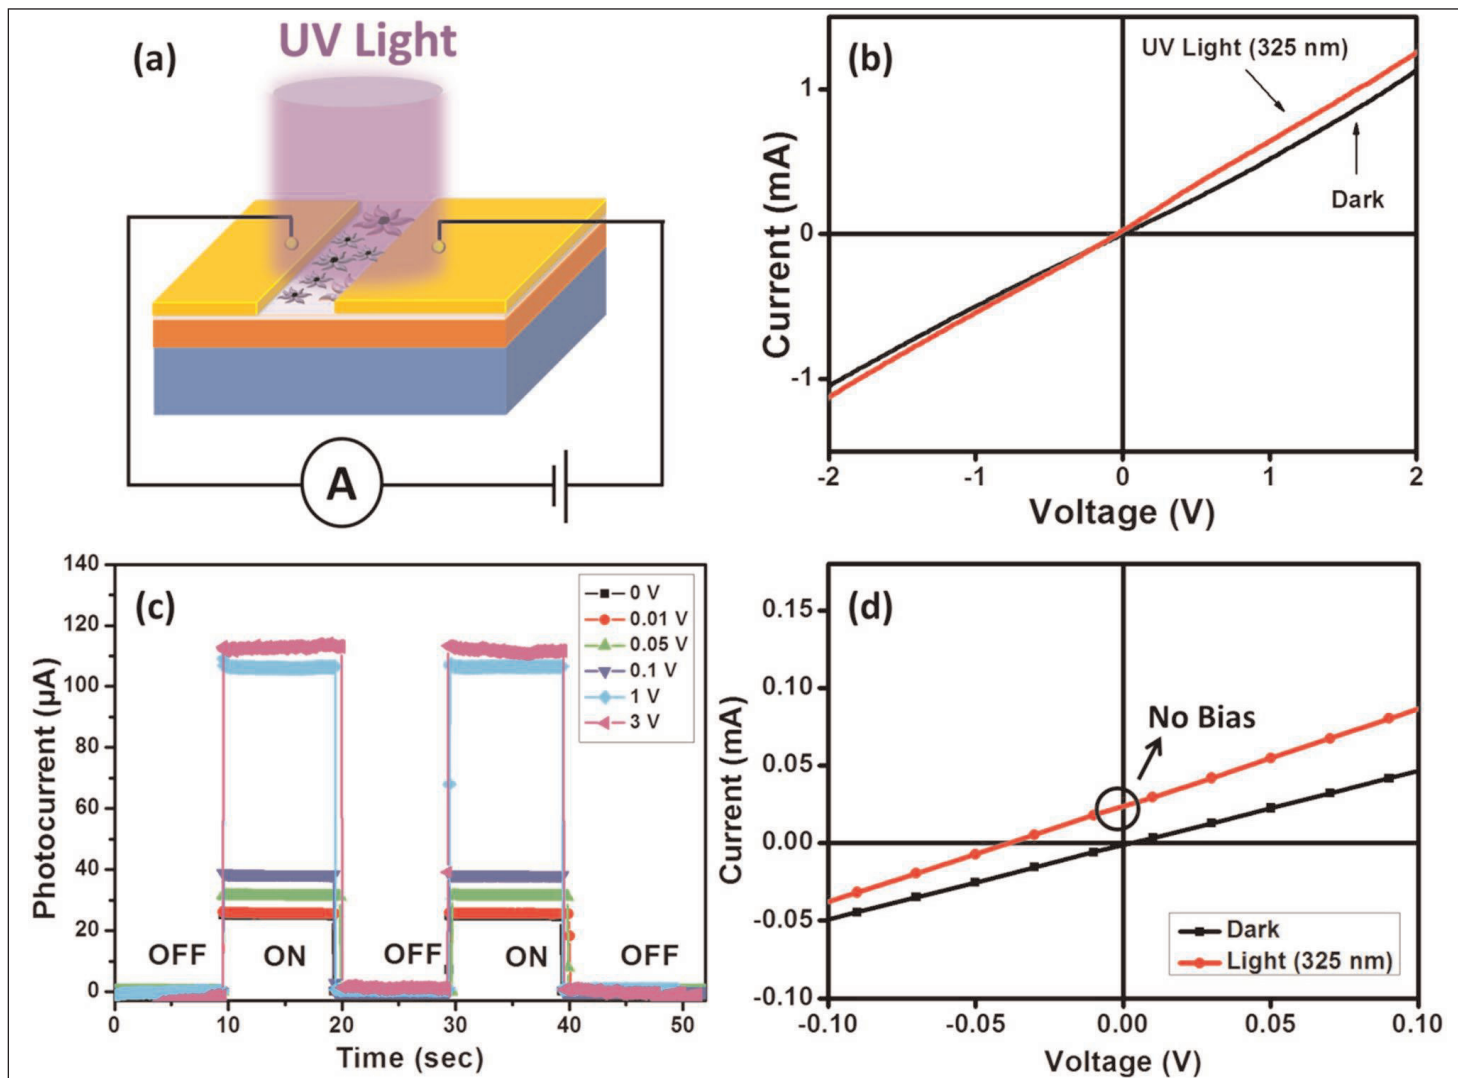 (a)
UV Light
A
(b)
UV Light (325 nm)
Dark
Current (mA)
1
0
-1
-2
-1
0
1
2
Voltage (V)
(c)
Photocurrent (µA)
140
120
100
80
60
40
20
0
0 V
0.01 V
0.05 V
0.1 V
1 V
3 V
OFF
ON
OFF
ON
OFF
0
10
20
30
40
50
Time (sec)
(d)
Current (mA)
0.15
0.10
0.05
0.00
-0.05
-0.10
No Bias
Dark
Light (325 nm)
-0.10
-0.05
0.00
0.05
0.10
Voltage (V)